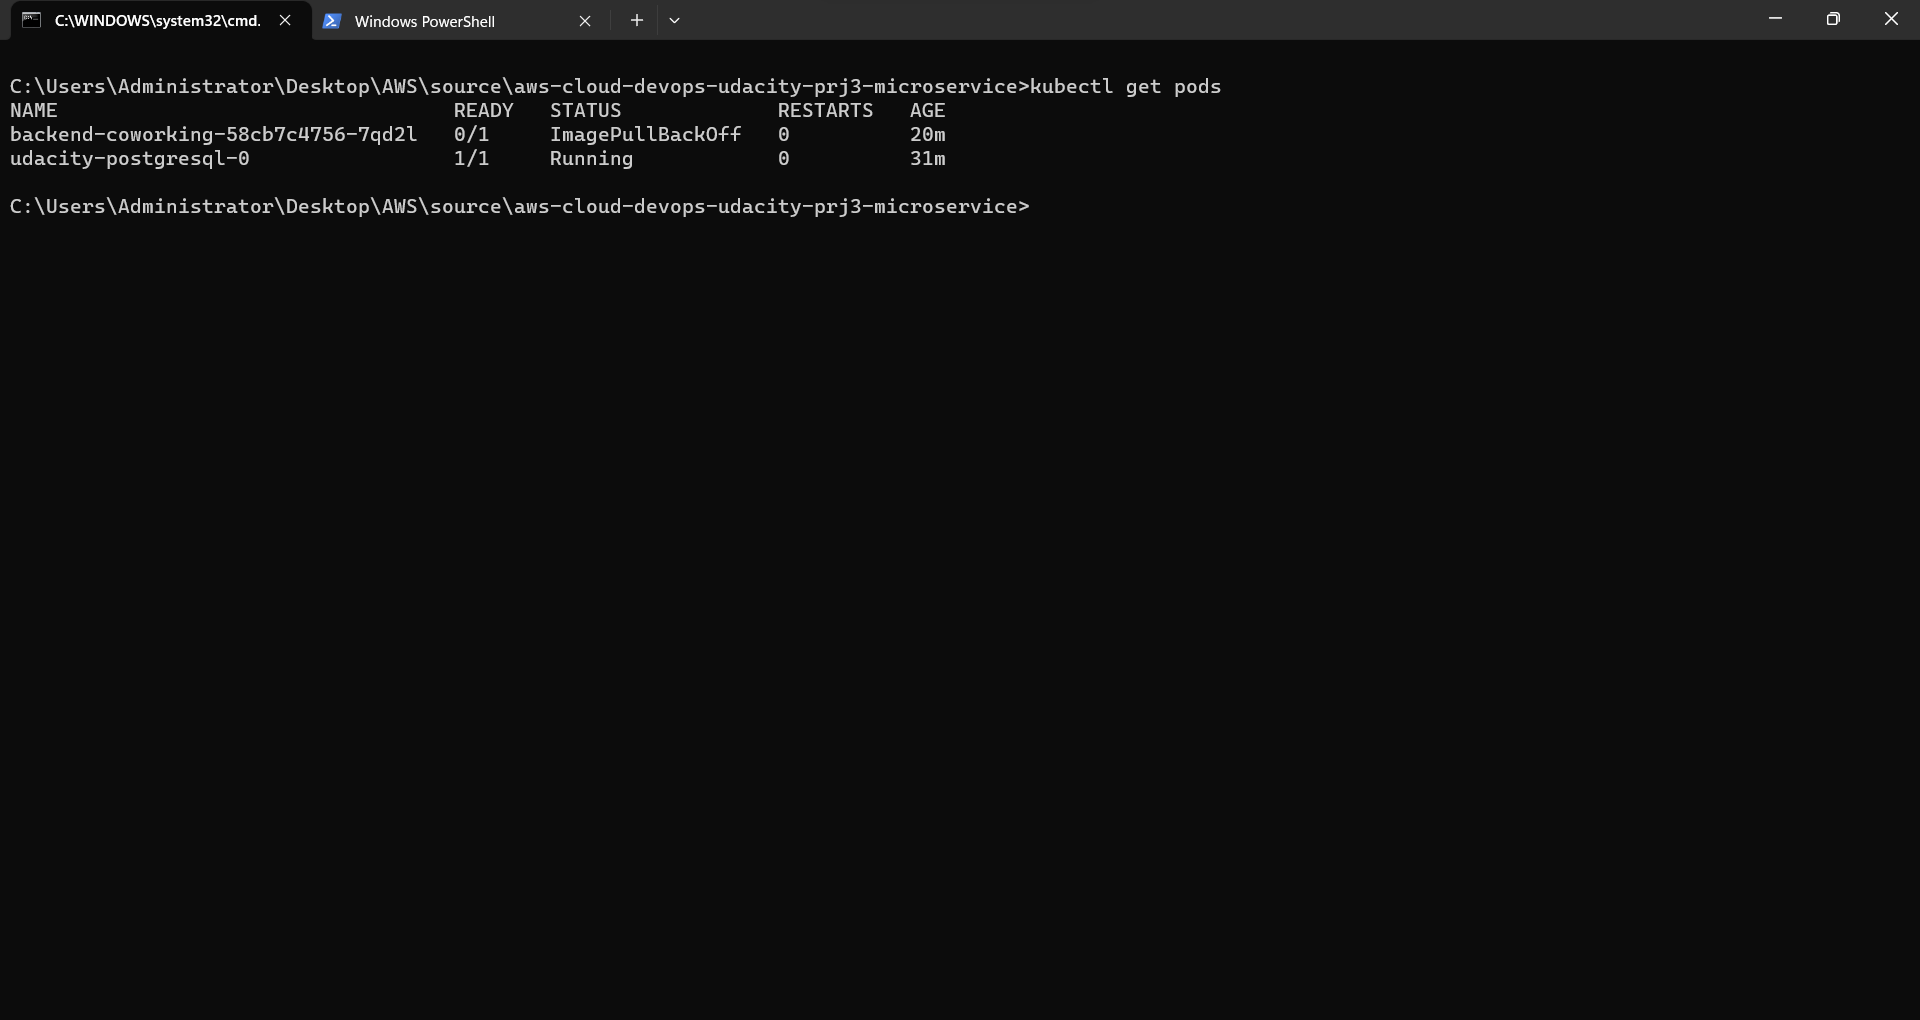 C:\WINDOWS\system32\cmd.
Windows PowerShell
C:\Users\Administrator\Desktop\AWS\source\aws-cloud-devops-udacity-prj3-microservice>kubectl get pods
NAME READY STATUS RESTARTS AGE
backend-coworking-58cb7c4756-7qd2l 0/1 ImagePullBackOff 0 20m
udacity-postgresql-0 1/1 Running 0 31m
C:\Users\Administrator\Desktop\AWS\source\aws-cloud-devops-udacity-prj3-microservice>